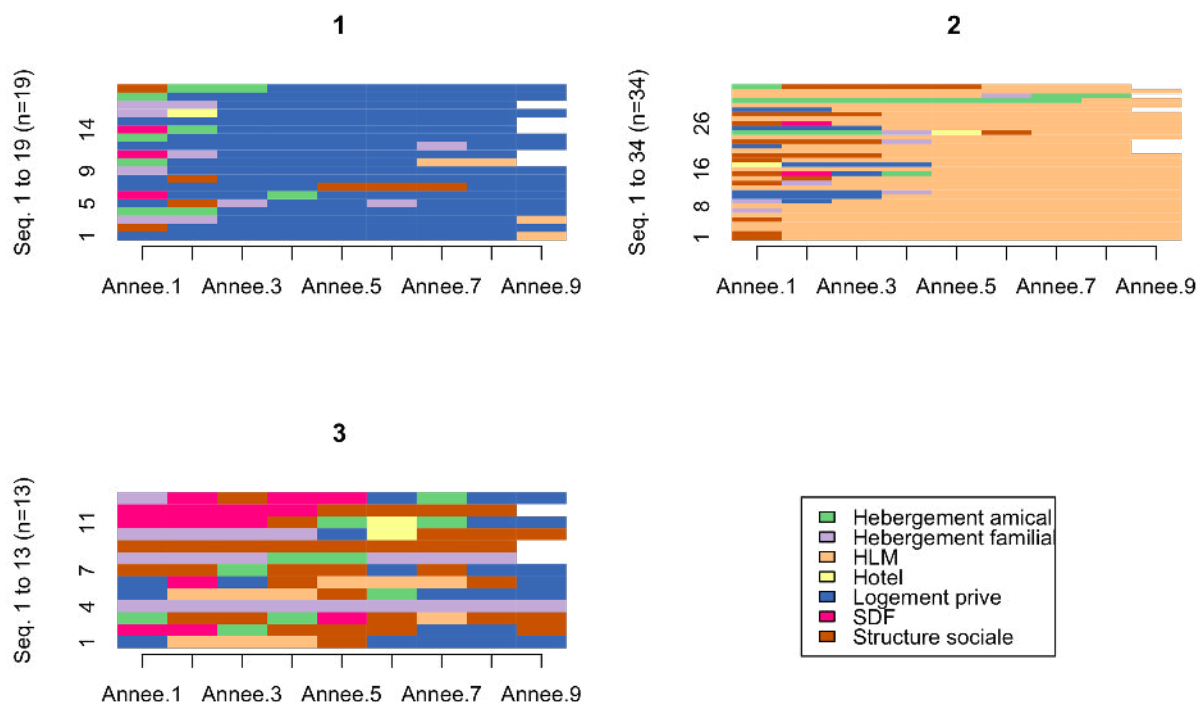 1
Seq. 1 to 19 (n=19)
1 5 9 14
Annee.1 Annee.3 Annee.5 Annee.7 Annee.9
2
Seq. 1 to 34 (n=34)
1 8 16 26
Annee.1 Annee.3 Annee.5 Annee.7 Annee.9
3
Seq. 1 to 13 (n=13)
1 4 7 11
Annee.1 Annee.3 Annee.5 Annee.7 Annee.9
Hebergement amical
Hebergement familial
HLM
Hotel
Logement prive
SDF
Structure sociale